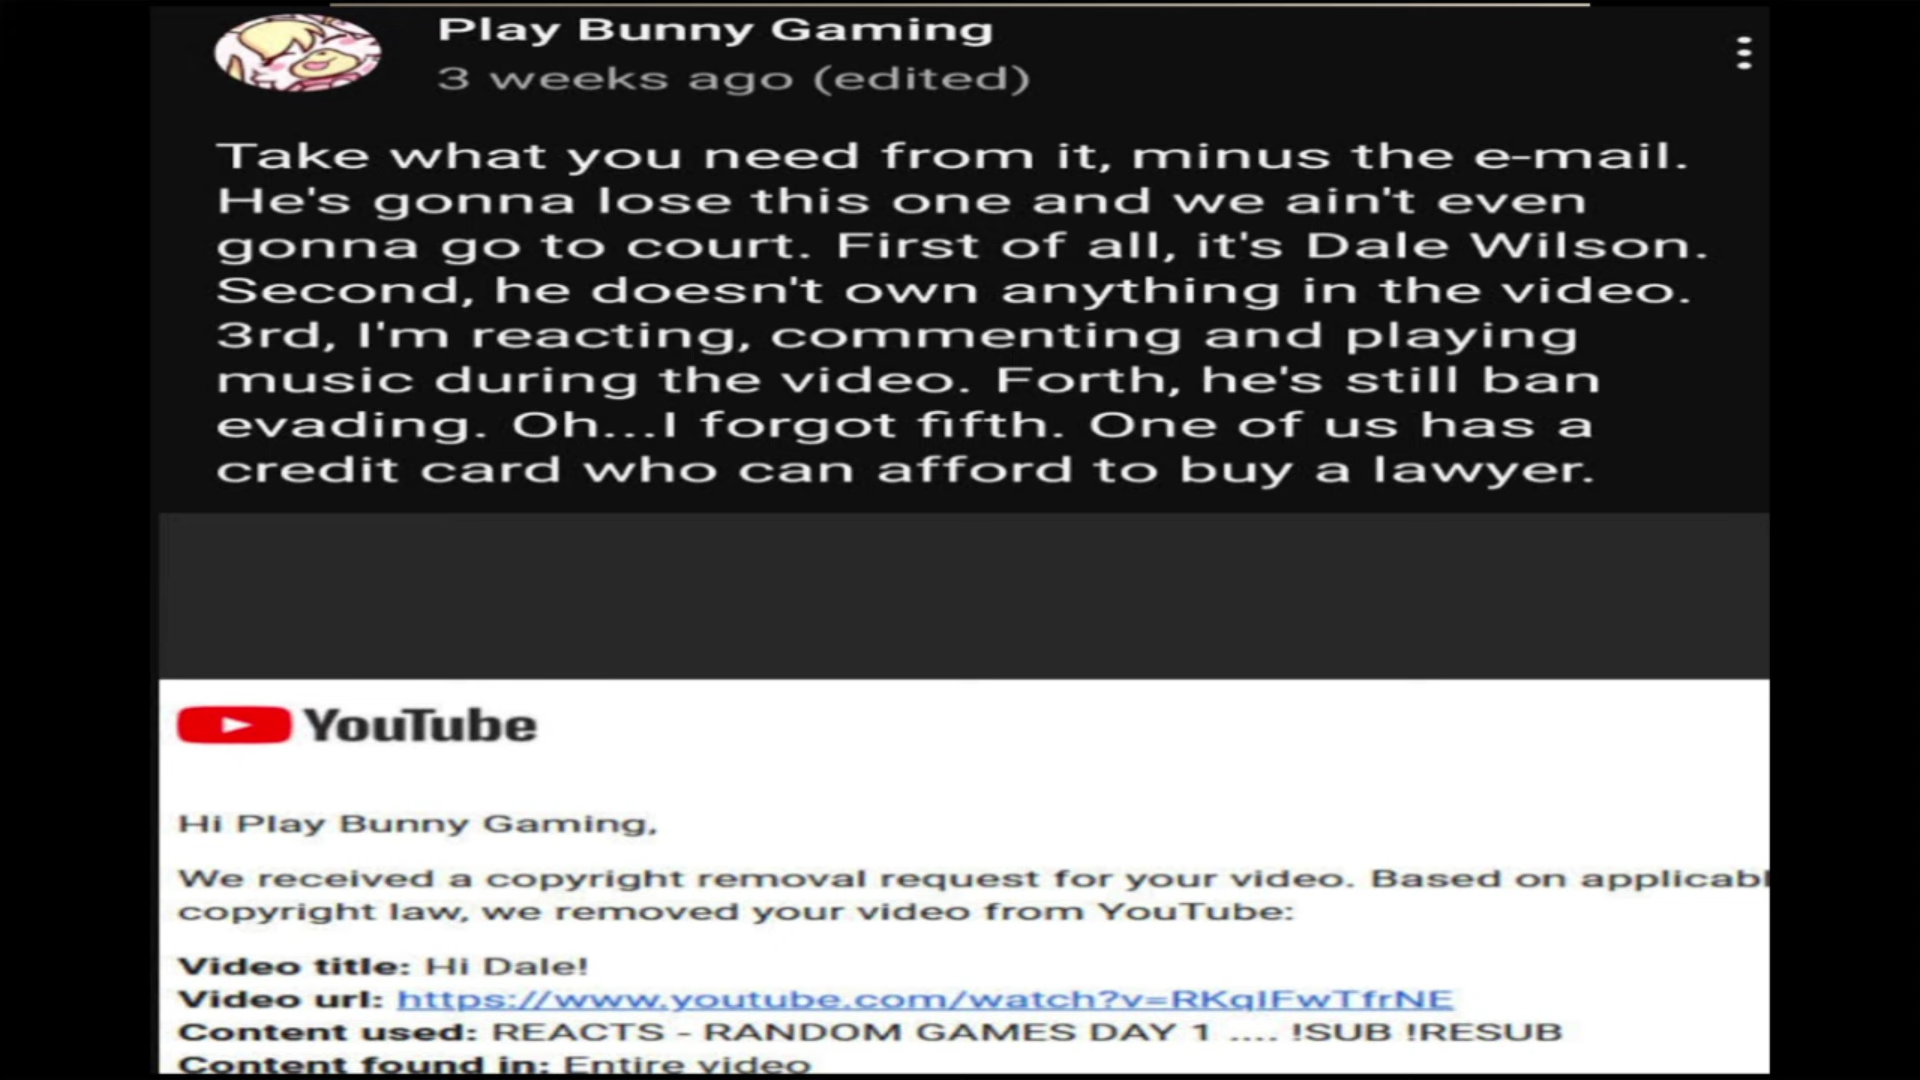 Play Bunny Gaming
3 weeks ago (edited)
Take what you need from it, minus the e-mail.
He's gonna lose this one and we ain't even
gonna go to court. First of all, it's Dale Wilson.
Second, he doesn't own anything in the video.
3rd, I'm reacting, commenting and playing
music during the video. Forth, he's still ban
evading. Oh...I forgot fifth. One of us has a
credit card who can afford to buy a lawyer.
YouTube
Hi Play Bunny Gaming,
We received a copyright removal request for your video. Based on applicabl
copyright law, we removed your video from YouTube:
Video title: Hi Dale!
Video url: https://www.youtube.com/watch?v=RKqIFwTfrNE
Content used: REACTS - RANDOM GAMES DAY 1 .... !SUB !RESUB
Content found in: Entire video